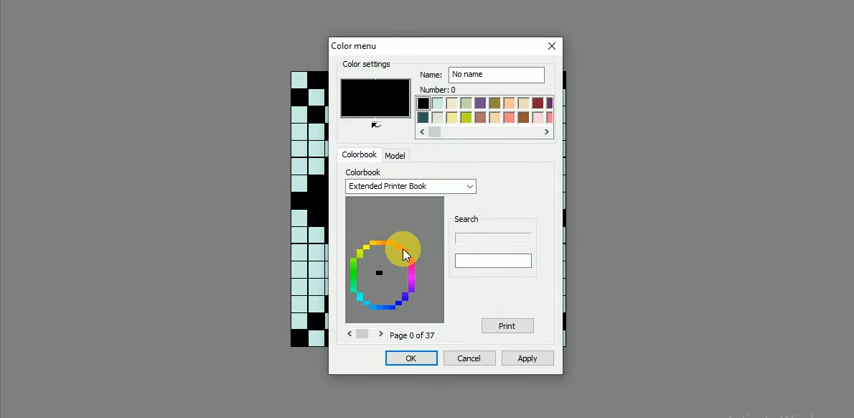 Color menu
Color settings
Name: No name
Number: 0
Colorbook Model
Colorbook
Extended Printer Book
Search
Print
Page 0 of 37
OK Cancel Apply